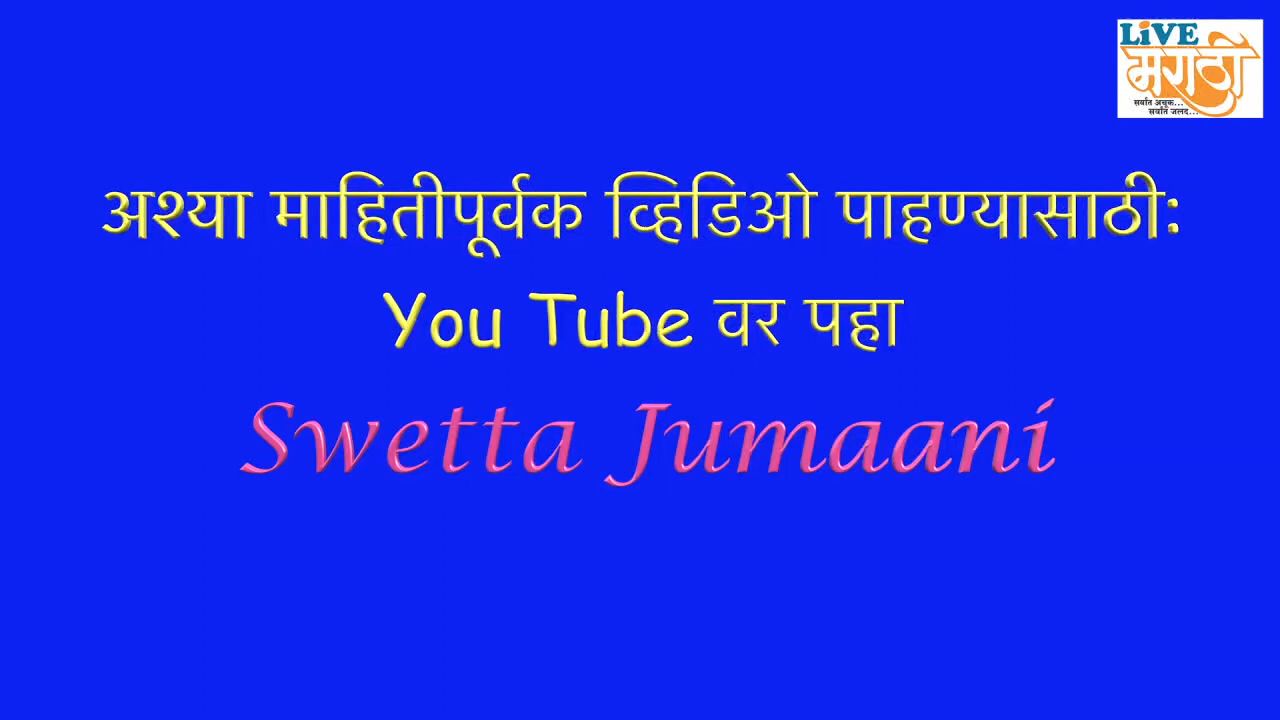 LiVE
मराठी
सर्वात अचूक...
सर्वात जलद...
अश्या माहितीपूर्वक व्हिडिओ पाहण्यासाठी:
You Tube वर पहा
Swetta Jumaani